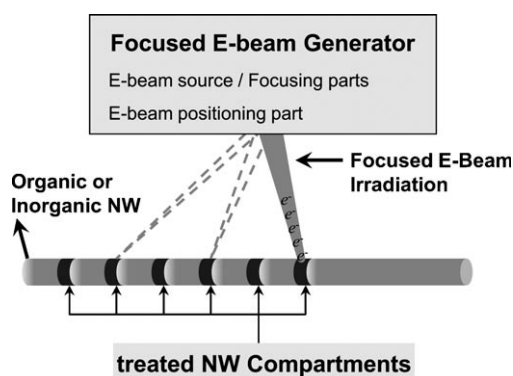 Focused E-beam Generator
E-beam source / Focusing parts
E-beam positioning part
Focused E-Beam
Irradiation
Organic or
Inorganic NW
e⁻
e⁻
e⁻
e⁻
e⁻
treated NW Compartments